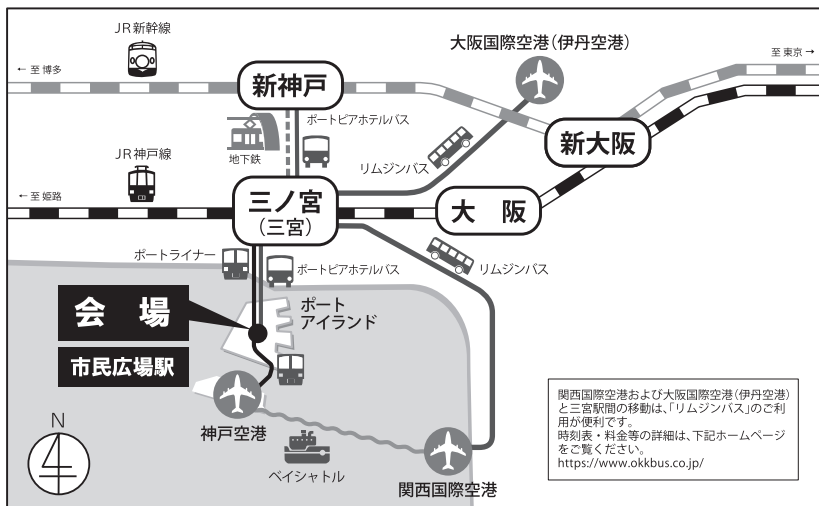 JR新幹線
大阪国際空港(伊丹空港)
至 東京 →
← 至 博多
新神戸
ポートピアホテルバス
地下鉄
新大阪
JR神戸線
リムジンバス
← 至 姫路
三ノ宮
(三宮)
大　阪
ポートライナー
ポートピアホテルバス
リムジンバス
会　場
ポート
アイランド
市民広場駅
神戸空港
N
ベイシャトル
関西国際空港
関西国際空港および大阪国際空港(伊丹空港)
と三宮駅間の移動は、「リムジンバス」のご利
用が便利です。
時刻表・料金等の詳細は、下記ホームページ
をご覧ください。
https://www.okkbus.co.jp/